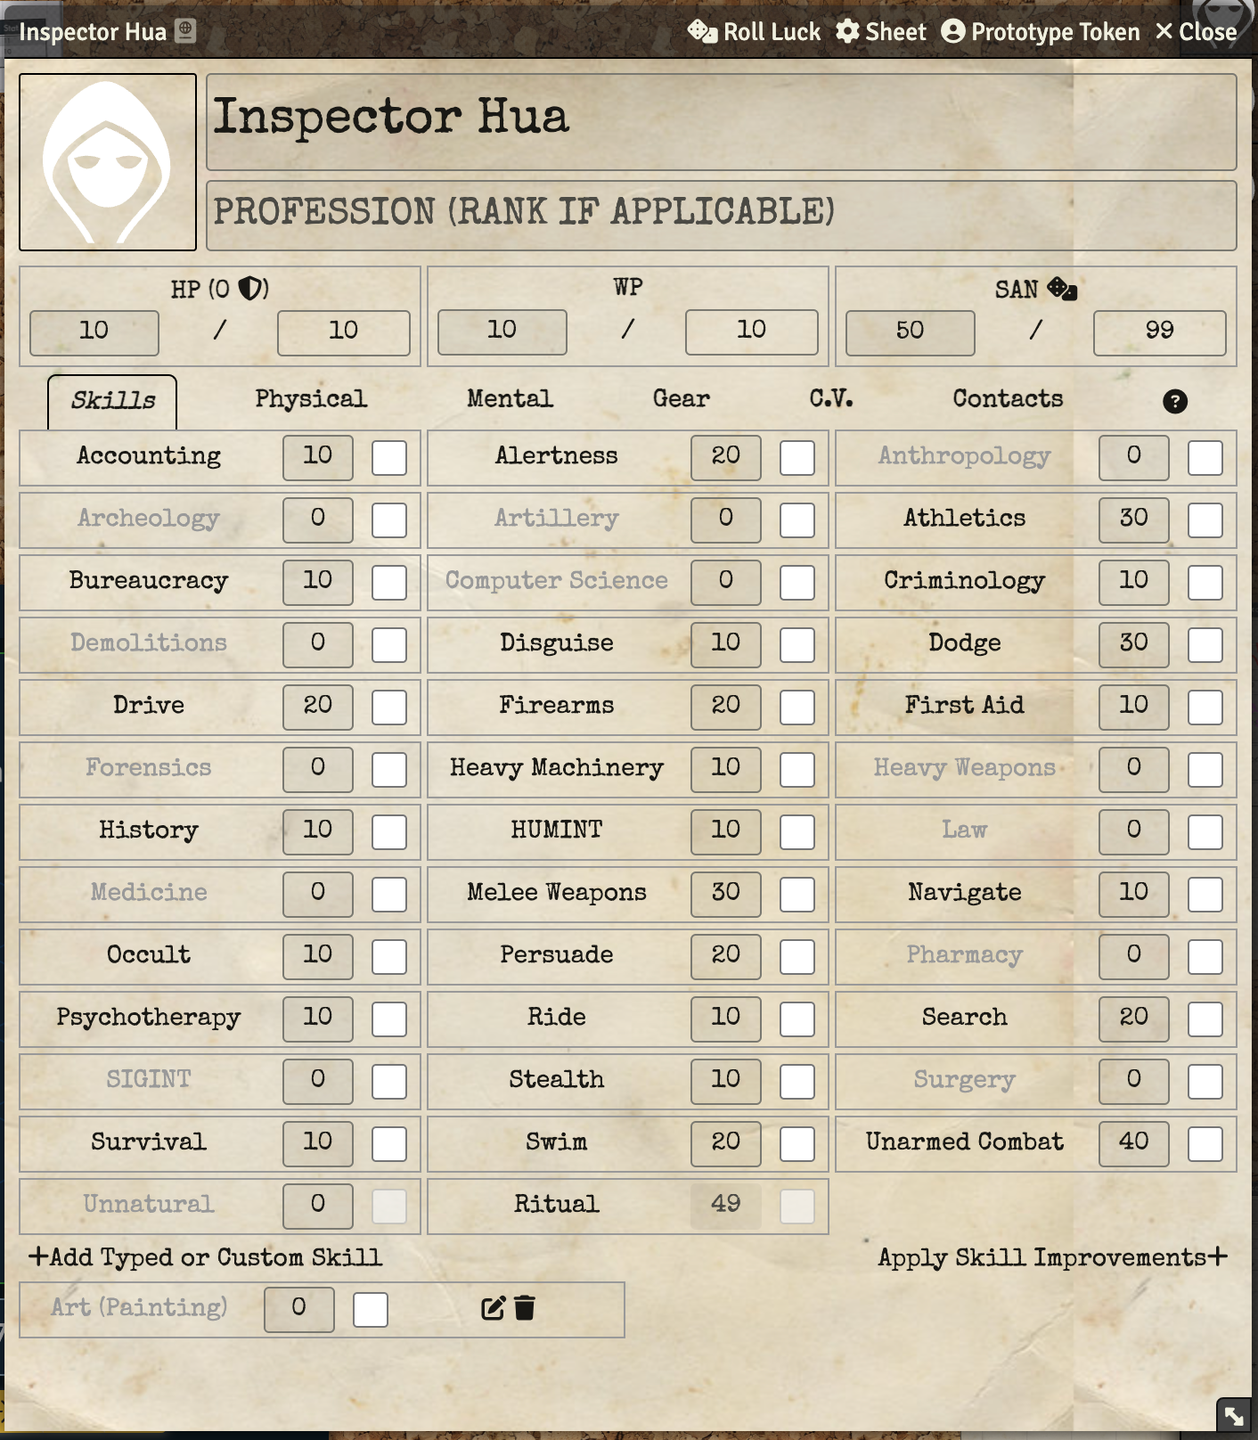 Inspector Hua Roll Luck Sheet Prototype Token Close
Inspector Hua
PROFESSION (RANK IF APPLICABLE)
HP (0 ) WP SAN
10 / 10 10 / 10 50 / 99
Skills Physical Mental Gear C.V. Contacts ?
Accounting 10 Alertness 20 Anthropology 0
Archeology 0 Artillery 0 Athletics 30
Bureaucracy 10 Computer Science 0 Criminology 10
Demolitions 0 Disguise 10 Dodge 30
Drive 20 Firearms 20 First Aid 10
Forensics 0 Heavy Machinery 10 Heavy Weapons 0
History 10 HUMINT 10 Law 0
Medicine 0 Melee Weapons 30 Navigate 10
Occult 10 Persuade 20 Pharmacy 0
Psychotherapy 10 Ride 10 Search 20
SIGINT 0 Stealth 10 Surgery 0
Survival 10 Swim 20 Unarmed Combat 40
Unnatural 0 Ritual 49
+Add Typed or Custom Skill Apply Skill Improvements+
Art (Painting) 0